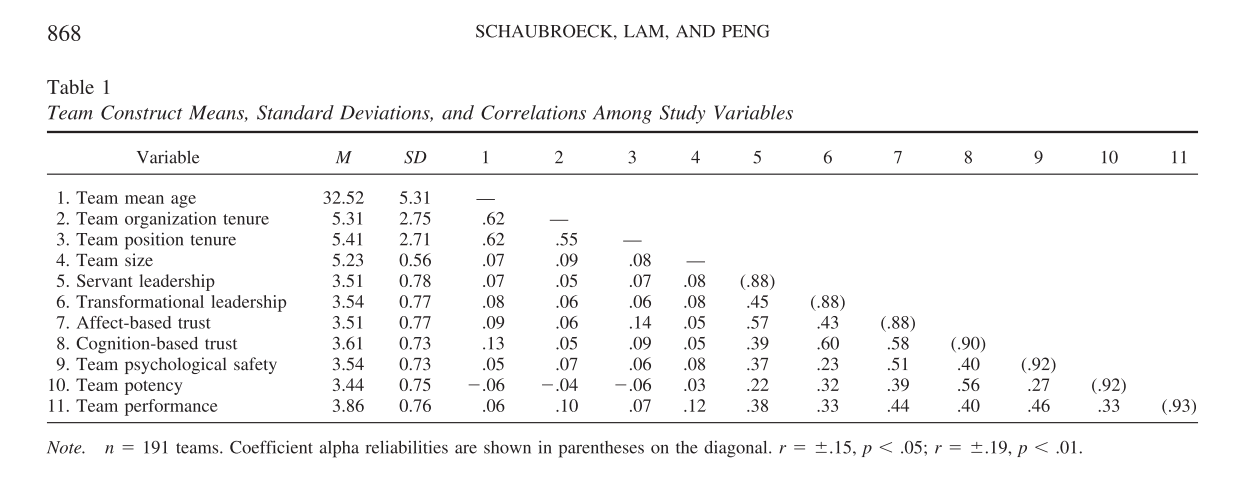 868 SCHAUBROECK, LAM, AND PENG
Table 1
Team Construct Means, Standard Deviations, and Correlations Among Study Variables
Variable M SD 1 2 3 4 5 6 7 8 9 10 11
1. Team mean age 32.52 5.31 —
2. Team organization tenure 5.31 2.75 .62 —
3. Team position tenure 5.41 2.71 .62 .55 —
4. Team size 5.23 0.56 .07 .09 .08 —
5. Servant leadership 3.51 0.78 .07 .05 .07 .08 (.88)
6. Transformational leadership 3.54 0.77 .08 .06 .06 .08 .45 (.88)
7. Affect-based trust 3.51 0.77 .09 .06 .14 .05 .57 .43 (.88)
8. Cognition-based trust 3.61 0.73 .13 .05 .09 .05 .39 .60 .58 (.90)
9. Team psychological safety 3.54 0.73 .05 .07 .06 .08 .37 .23 .51 .40 (.92)
10. Team potency 3.44 0.75 −.06 −.04 −.06 .03 .22 .32 .39 .56 .27 (.92)
11. Team performance 3.86 0.76 .06 .10 .07 .12 .38 .33 .44 .40 .46 .33 (.93)
Note. n = 191 teams. Coefficient alpha reliabilities are shown in parentheses on the diagonal. r = ±.15, p < .05; r = ±.19, p < .01.